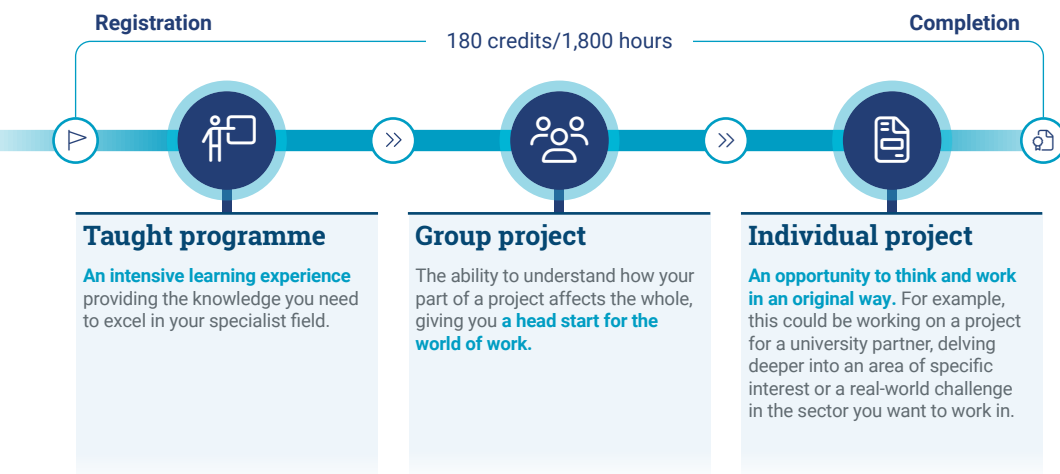 Registration
Completion
180 credits/1,800 hours
Taught programme
An intensive learning experience
providing the knowledge you need
to excel in your specialist field.
Group project
The ability to understand how your
part of a project affects the whole,
giving you a head start for the
world of work.
Individual project
An opportunity to think and work
in an original way. For example,
this could be working on a project
for a university partner, delving
deeper into an area of specific
interest or a real-world challenge
in the sector you want to work in.